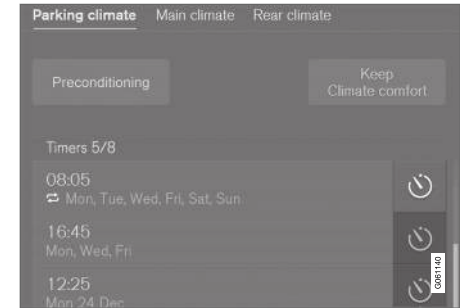 Parking climate Main climate Rear climate
Preconditioning
Keep
Climate comfort
Timers 5/8
08:05
Mon, Tue, Wed, Fri, Sat, Sun
16:45
Mon, Wed, Fri
12:25
Mon 24 Dec
G061140